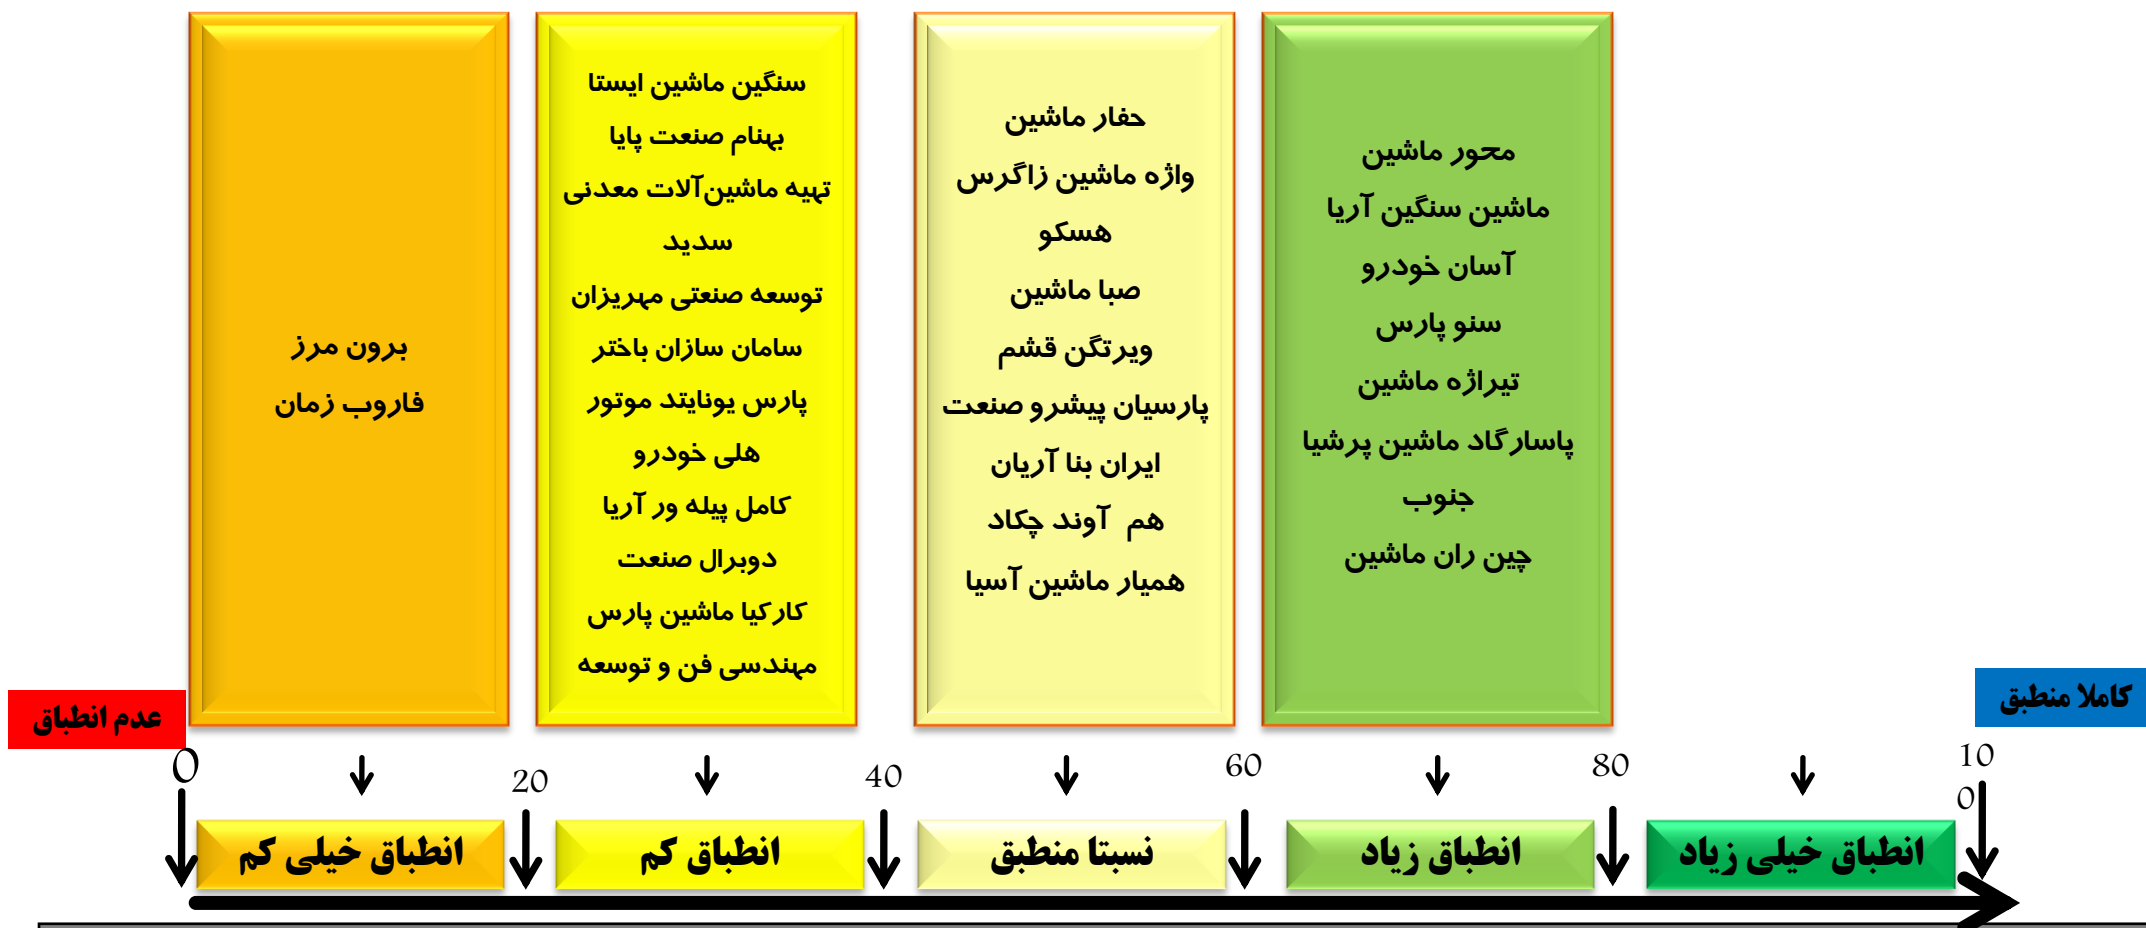 محور ماشین
ماشین سنگین آریا
آسان خودرو
سنو پارس
تیراژه ماشین
پاسارگاد ماشین پرشیا
جنوب
چین ران ماشین
حفار ماشین
واژه ماشین زاگرس
هسکو
صبا ماشین
ویرتگن قشم
پارسیان پیشرو صنعت
ایران بنا آریان
هم آوند چکاد
همیار ماشین آسیا
سنگین ماشین ایستا
بهنام صنعت پایا
تهیه ماشین‌آلات معدنی
سدید
توسعه صنعتی مهریزان
سامان سازان باختر
پارس یونایتد موتور
هلی خودرو
کامل پیله ور آریا
دوبرال صنعت
کارکیا ماشین پارس
مهندسی فن و توسعه
برون مرز
فاروب زمان
کاملا منطبق
عدم انطباق
0
20
40
60
80
10
0
انطباق خیلی زیاد
انطباق زیاد
نسبتا منطبق
انطباق کم
انطباق خیلی کم